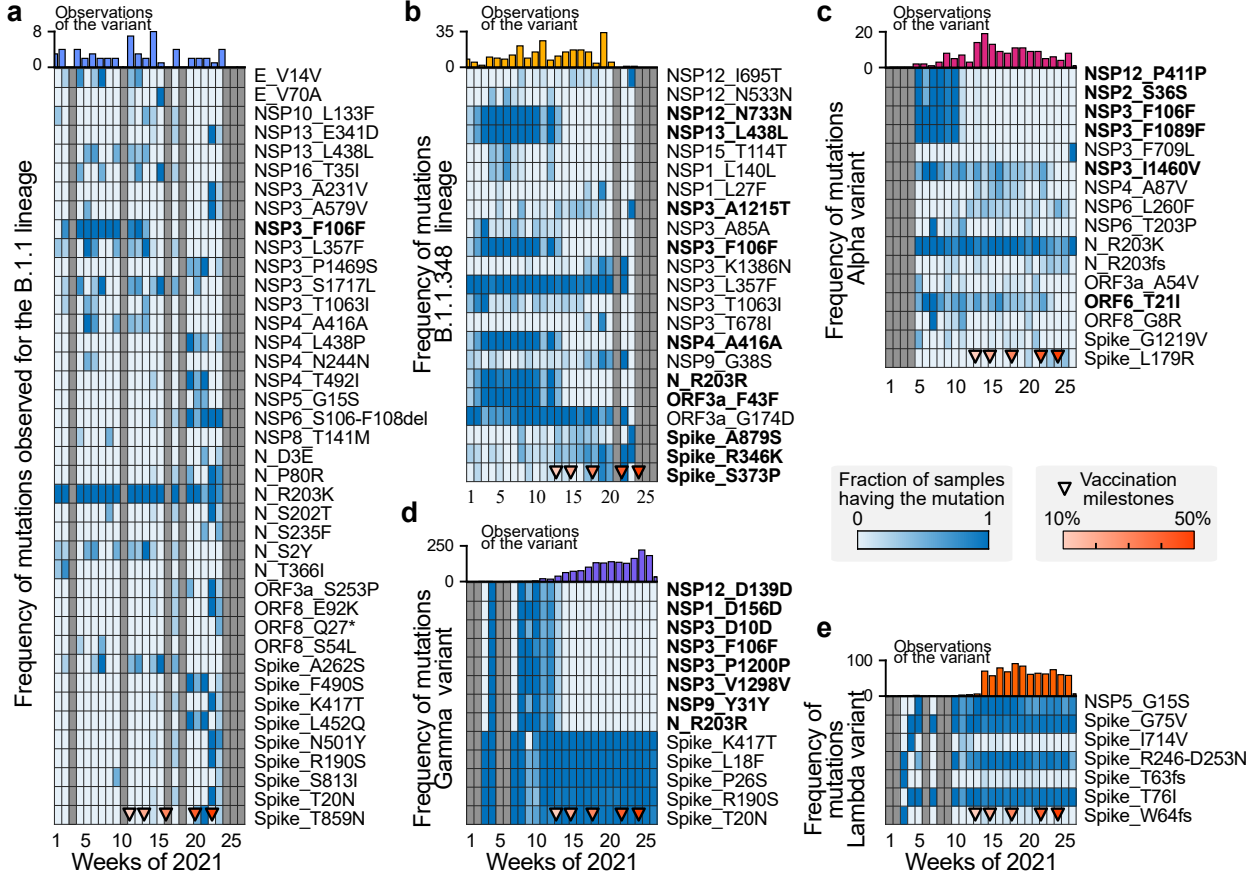 a
Observations
of the variant
8
0
Frequency of mutations observed for the B.1.1 lineage
E_V14V
E_V70A
NSP10_L133F
NSP13_E341D
NSP13_L438L
NSP16_T35I
NSP3_A231V
NSP3_A579V
NSP3_F106F
NSP3_L357F
NSP3_P1469S
NSP3_S1717L
NSP3_T1063I
NSP4_A416A
NSP4_L438P
NSP4_N244N
NSP4_T492I
NSP5_G15S
NSP6_S106-F108del
NSP8_T141M
N_D3E
N_P80R
N_R203K
N_S202T
N_S235F
N_S2Y
N_T366I
ORF3a_S253P
ORF8_E92K
ORF8_Q27*
ORF8_S54L
Spike_A262S
Spike_F490S
Spike_K417T
Spike_L452Q
Spike_N501Y
Spike_R190S
Spike_S813I
Spike_T20N
Spike_T859N
1 5 10 15 20 25
Weeks of 2021
b
Observations
of the variant
35
0
Frequency of mutations
B.1.1.348 lineage
NSP12_I695T
NSP12_N533N
NSP12_N733N
NSP13_L438L
NSP15_T114T
NSP1_L140L
NSP1_L27F
NSP3_A1215T
NSP3_A85A
NSP3_F106F
NSP3_K1386N
NSP3_L357F
NSP3_T1063I
NSP3_T678I
NSP4_A416A
NSP9_G38S
N_R203R
ORF3a_F43F
ORF3a_G174D
Spike_A879S
Spike_R346K
Spike_S373P
1 5 10 15 20 25
c
Observations
of the variant
20
0
Frequency of mutations
Alpha variant
NSP12_P411P
NSP2_S36S
NSP3_F106F
NSP3_F1089F
NSP3_F709L
NSP3_I1460V
NSP4_A87V
NSP6_L260F
NSP6_T203P
N_R203K
N_R203fs
ORF3a_A54V
ORF6_T21I
ORF8_G8R
Spike_G1219V
Spike_L179R
1 5 10 15 20 25
Fraction of samples
having the mutation
0 1
Vaccination
milestones
10% 50%
d
Observations
of the variant
250
0
Frequency of mutations
Gamma variant
NSP12_D139D
NSP1_D156D
NSP3_D10D
NSP3_F106F
NSP3_P1200P
NSP3_V1298V
NSP9_Y31Y
N_R203R
Spike_K417T
Spike_L18F
Spike_P26S
Spike_R190S
Spike_T20N
1 5 10 15 20 25
Weeks of 2021
e
Observations
of the variant
100
0
Frequency of
mutations
Lambda variant
NSP5_G15S
Spike_G75V
Spike_I714V
Spike_R246-D253N
Spike_T63fs
Spike_T76I
Spike_W64fs
1 5 10 15 20 25
Weeks of 2021